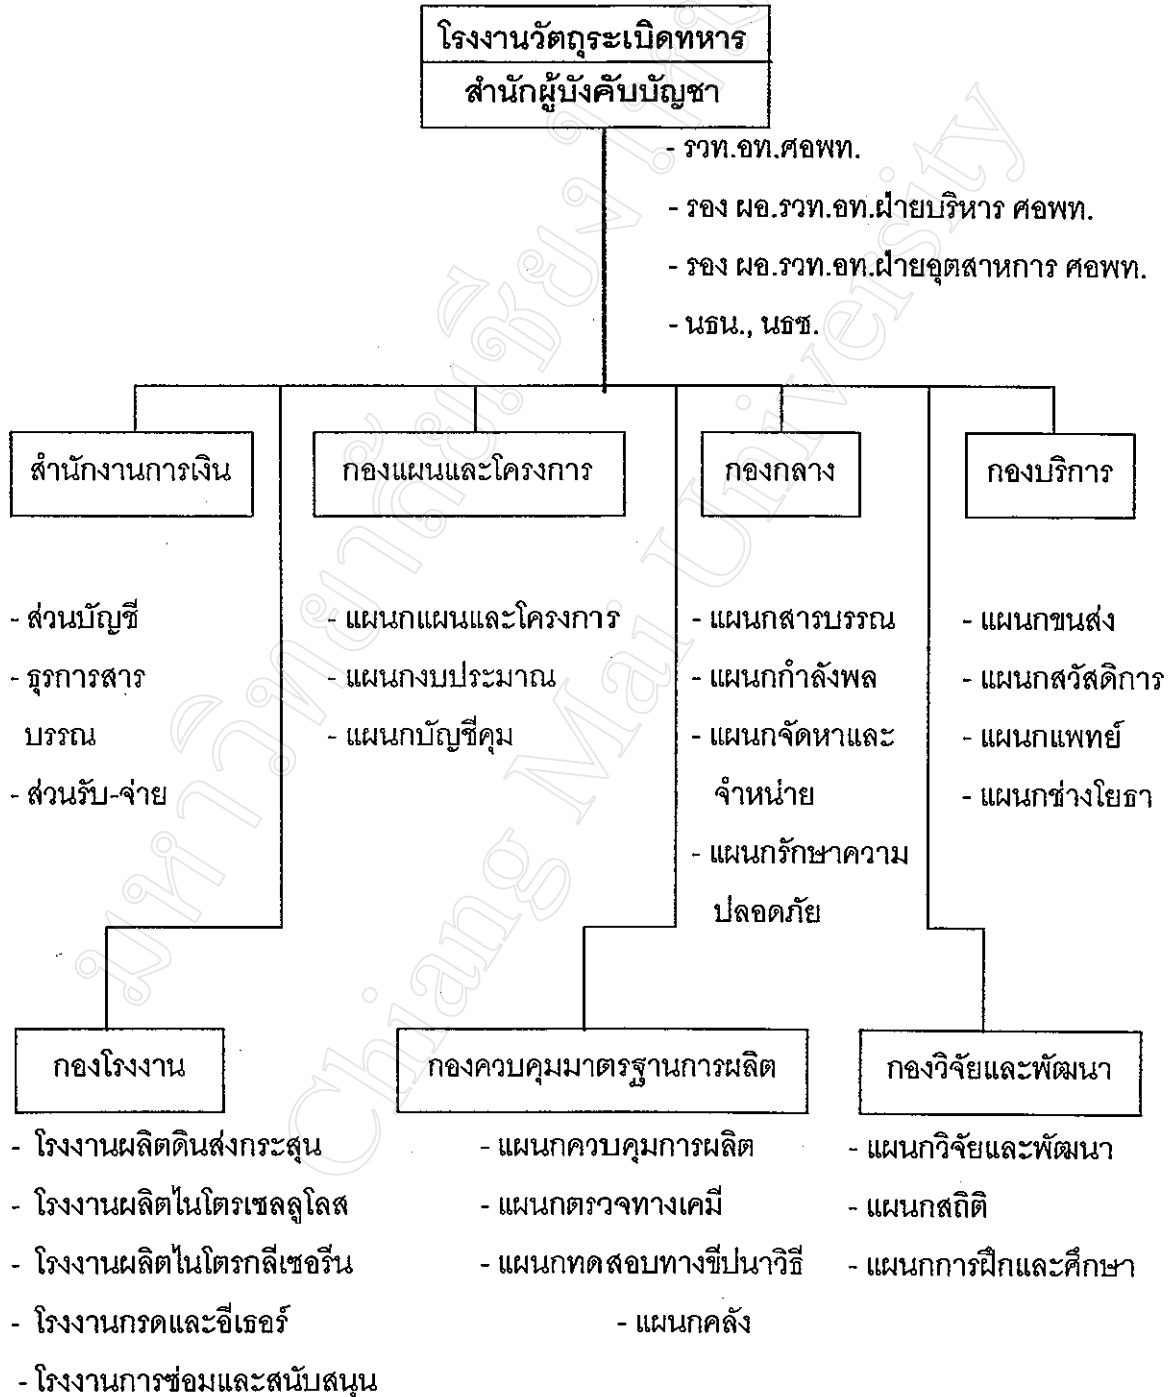 โรงงานวัตถุระเบิดทหาร
สำนักผู้บังคับบัญชา
- รวท.อท.ศอพท.
- รอง ผอ.รวท.อท.ฝ่ายบริหาร ศอพท.
- รอง ผอ.รวท.อท.ฝ่ายอุตสาหการ ศอพท.
- นธน., นธช.
สำนักงานการเงิน
- ส่วนบัญชี
- ธุรการสาร
บรรณ
- ส่วนรับ-จ่าย
กองแผนและโครงการ
- แผนกแผนและโครงการ
- แผนกงบประมาณ
- แผนกบัญชีคุม
กองกลาง
- แผนกสารบรรณ
- แผนกกำลังพล
- แผนกจัดหาและ
จำหน่าย
- แผนกรักษาความ
ปลอดภัย
กองบริการ
- แผนกขนส่ง
- แผนกสวัสดิการ
- แผนกแพทย์
- แผนกช่างโยธา
กองโรงงาน
- โรงงานผลิตดินส่งกระสุน
- โรงงานผลิตไนโตรเซลลูโลส
- โรงงานผลิตไนโตรกลีเซอรีน
- โรงงานกรดและอีเธอร์
- โรงงานการซ่อมและสนับสนุน
กองควบคุมมาตรฐานการผลิต
- แผนกควบคุมการผลิต
- แผนกตรวจทางเคมี
- แผนกทดสอบทางขีปนาวิธี
- แผนกคลัง
กองวิจัยและพัฒนา
- แผนกวิจัยและพัฒนา
- แผนกสถิติ
- แผนกการฝึกและศึกษา
มหาวิทยาลัยเชียงใหม่
Chiang Mai University